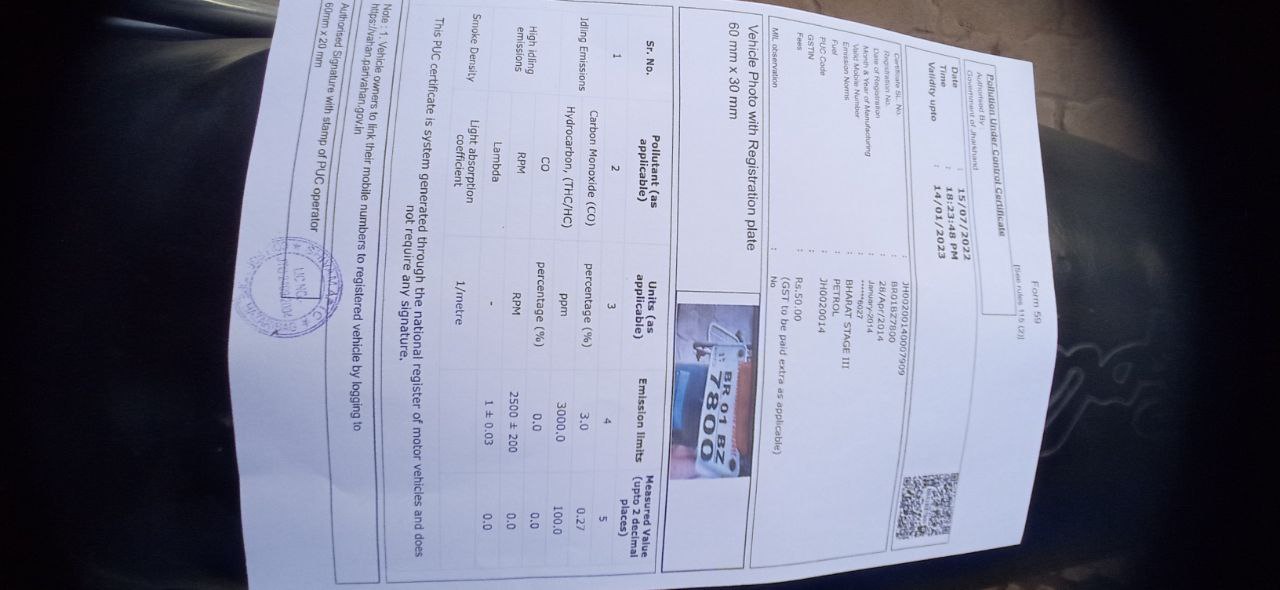 Form 59
[See rules 115 (2)]
Pollution Under Control Certificate
Authorised By :
Government of Jharkhand
Date : 15/07/2022
Time : 18:23:48 PM
Validity upto : 14/01/2023
Certificate SL. No. : JH00200140007909
Registration No. : BR01BZ7800
Date of Registration : 28/Apr/2014
Month & Year of Manufacturing : January-2014
Valid Mobile Number : ******6027
Emission Norms : BHARAT STAGE III
Fuel : PETROL
PUC Code : JH0020014
GSTIN :
Fees : Rs.50.00
(GST to be paid extra as applicable)
MIL observation : No
Vehicle Photo with Registration plate
60 mm x 30 mm
BR 01 BZ
7800
Sr. No. Pollutant (as applicable) Units (as applicable) Emission limits Measured Value (upto 2 decimal places)
1 2 3 4 5
Idling Emissions Carbon Monoxide (CO) percentage (%) 3.0 0.27
Hydrocarbon, (THC/HC) ppm 3000.0 100.0
High idling emissions CO percentage (%) 0.0 0.0
RPM RPM 2500 ± 200 0.0
Lambda - 1 ± 0.03 0.0
Smoke Density Light absorption coefficient 1/metre
This PUC certificate is system generated through the national register of motor vehicles and does
not require any signature.
Note : 1. Vehicle owners to link their mobile numbers to registered vehicle by logging to
https://vahan.parivahan.gov.in
Authorised Signature with stamp of PUC operator
60mm x 20 mm
LIC NO.